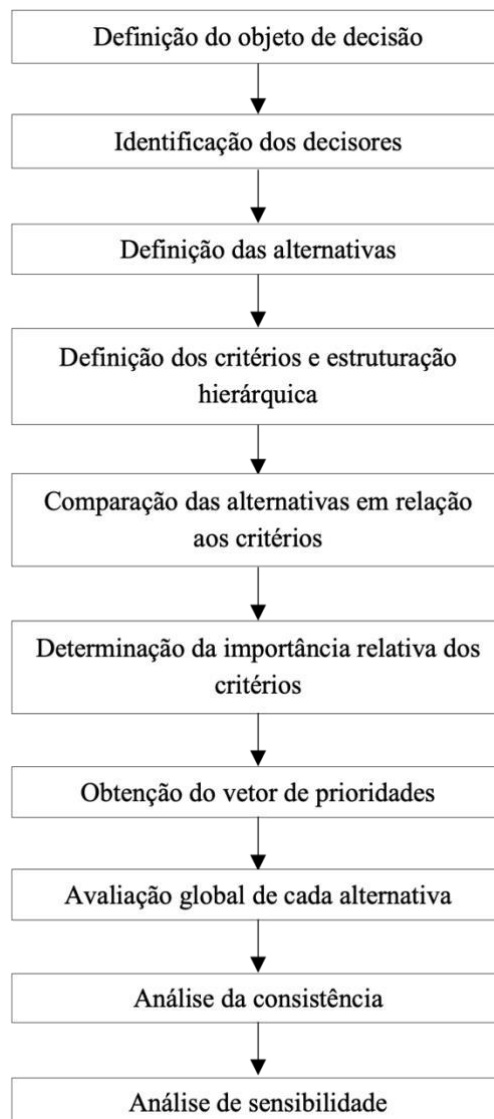 Definição do objeto de decisão
Identificação dos decisores
Definição das alternativas
Definição dos critérios e estruturação
hierárquica
Comparação das alternativas em relação
aos critérios
Determinação da importância relativa dos
critérios
Obtenção do vetor de prioridades
Avaliação global de cada alternativa
Análise da consistência
Análise de sensibilidade